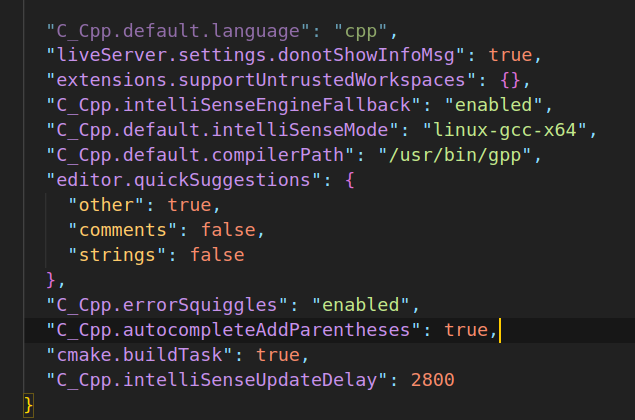 "C_Cpp.default.language": "cpp",
"liveServer.settings.donotShowInfoMsg": true,
"extensions.supportUntrustedWorkspaces": {},
"C_Cpp.intelliSenseEngineFallback": "enabled",
"C_Cpp.default.intelliSenseMode": "linux-gcc-x64",
"C_Cpp.default.compilerPath": "/usr/bin/gpp",
"editor.quickSuggestions": {
"other": true,
"comments": false,
"strings": false
},
"C_Cpp.errorSquiggles": "enabled",
"C_Cpp.autocompleteAddParentheses": true,
"cmake.buildTask": true,
"C_Cpp.intelliSenseUpdateDelay": 2800
}